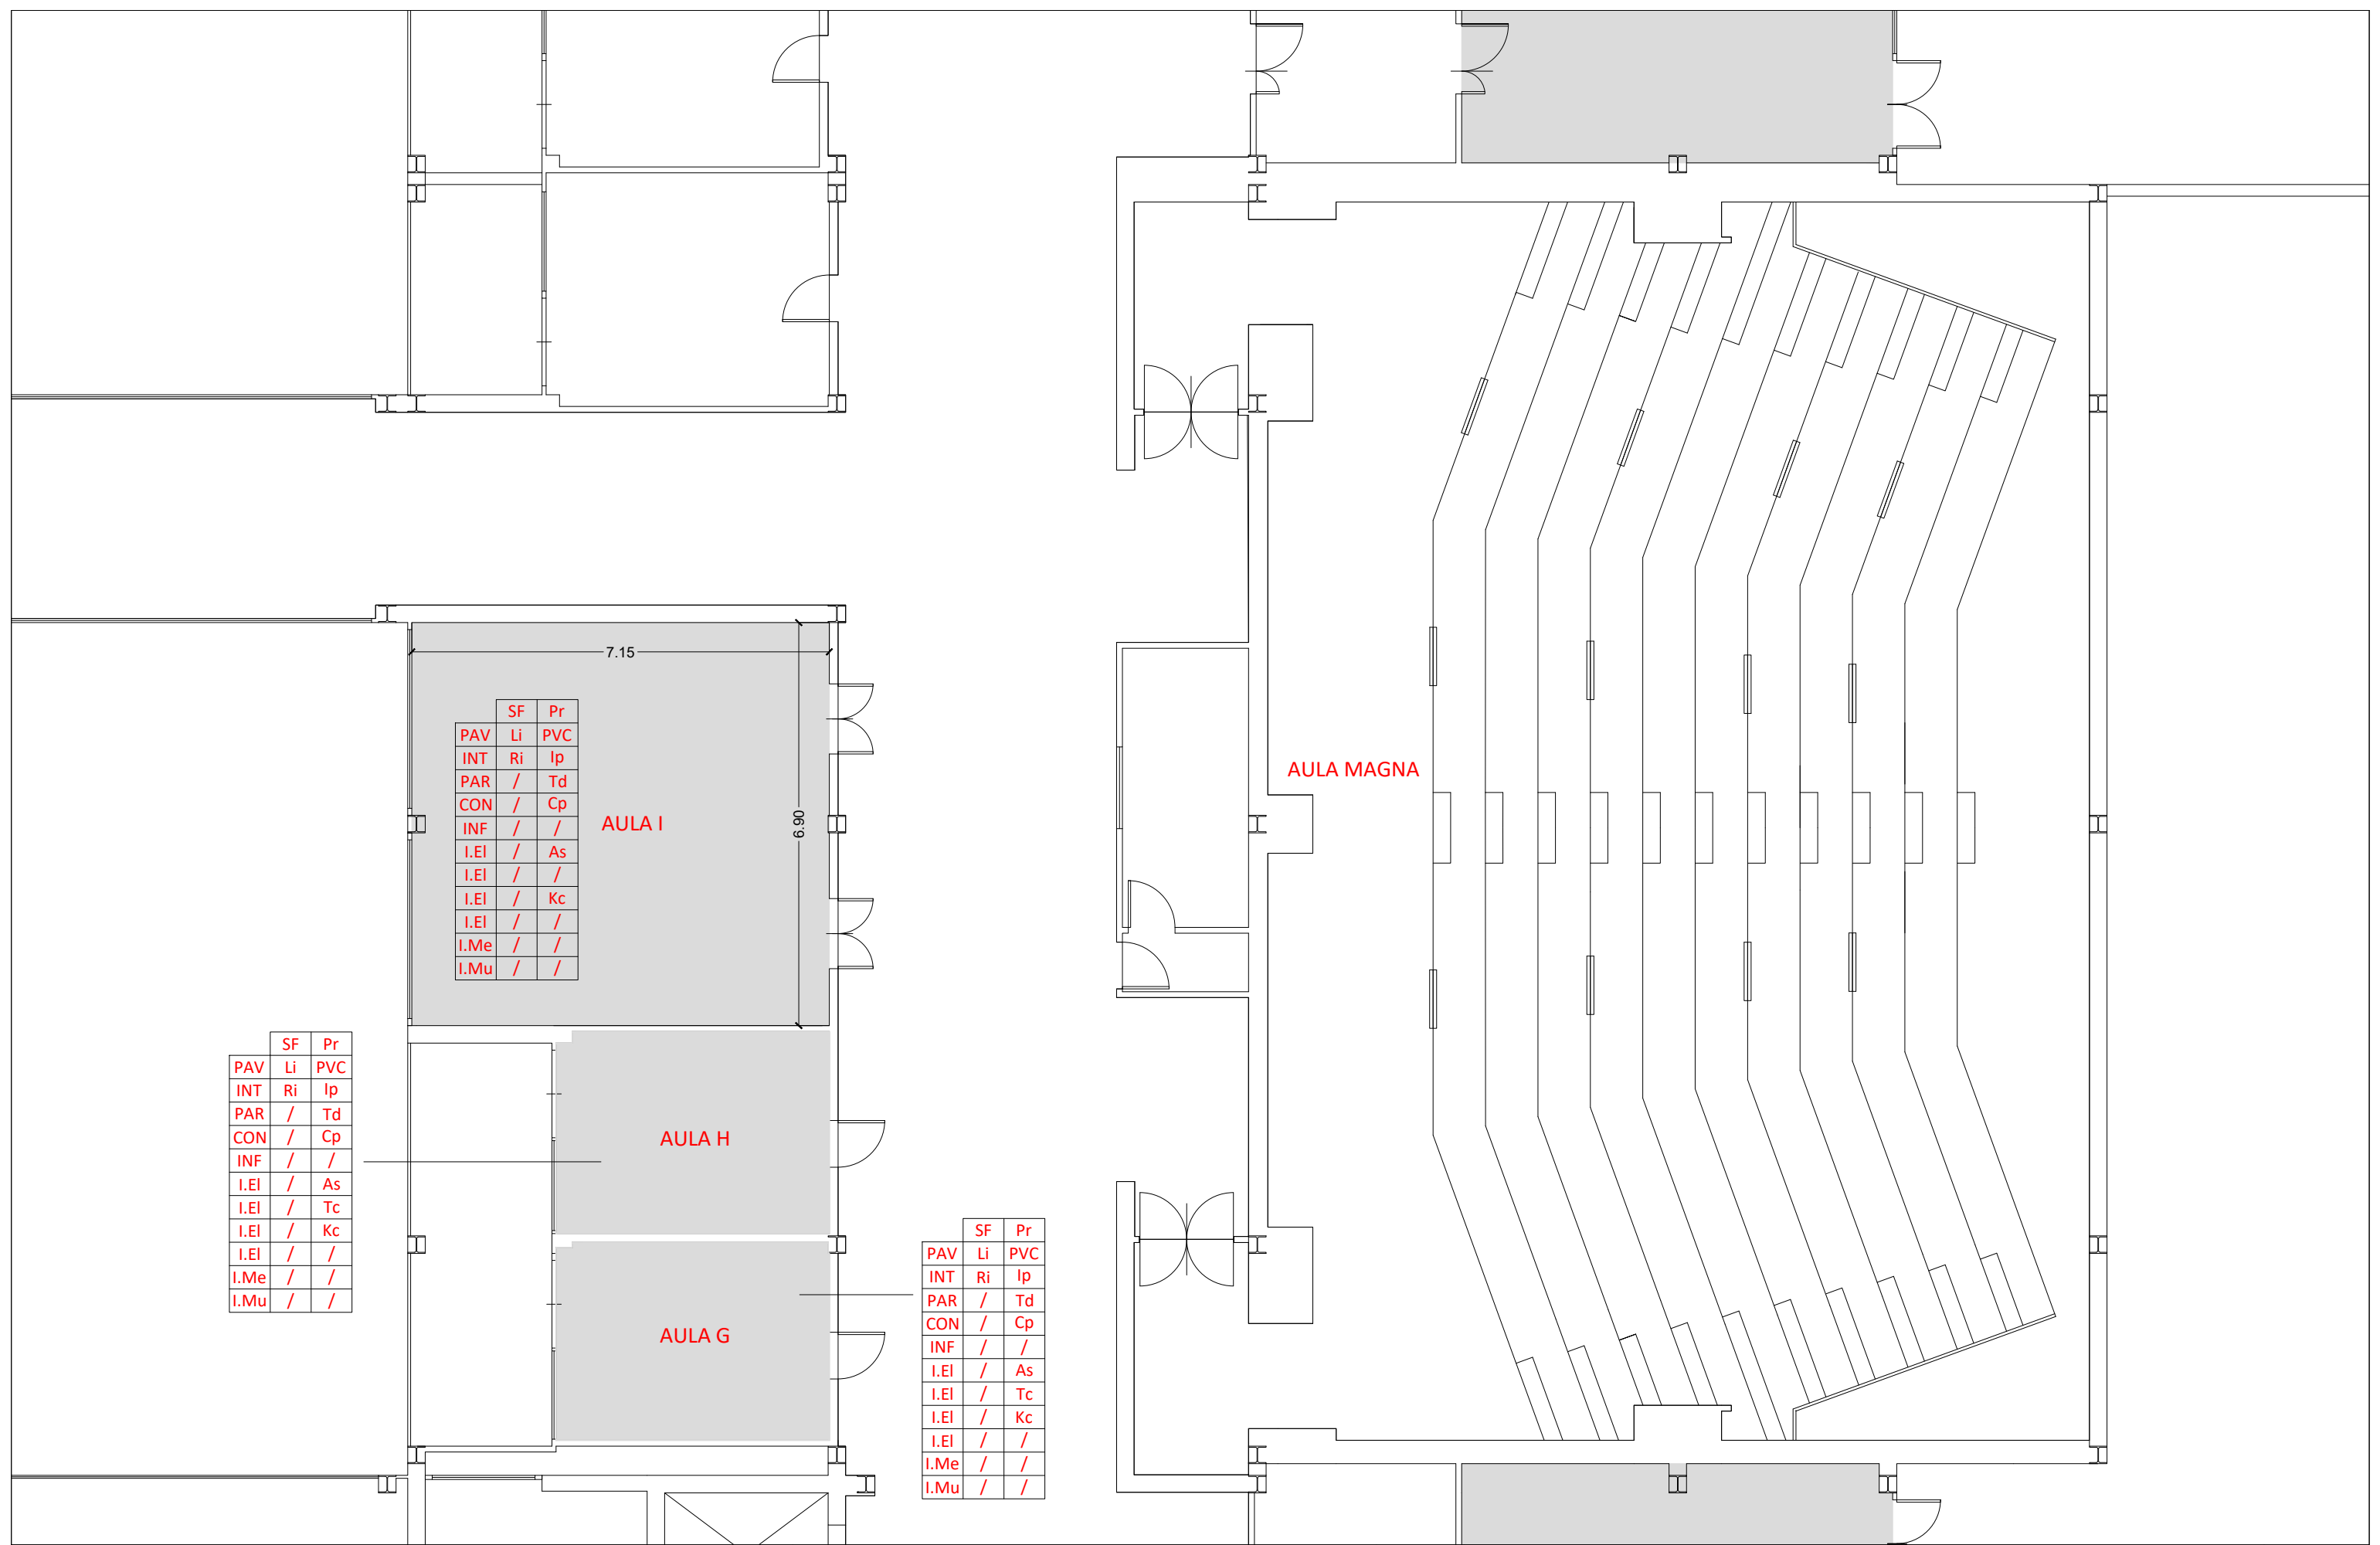 7.15
SF Pr
PAV Li PVC
INT Ri Ip
PAR / Td
CON / Cp
INF / /
I.El / As
I.El / /
I.El / Kc
I.El / /
I.Me / /
I.Mu / /
AULA I
6.90
AULA MAGNA
SF Pr
PAV Li PVC
INT Ri Ip
PAR / Td
CON / Cp
INF / /
I.El / As
I.El / Tc
I.El / Kc
I.El / /
I.Me / /
I.Mu / /
AULA H
AULA G
SF Pr
PAV Li PVC
INT Ri Ip
PAR / Td
CON / Cp
INF / /
I.El / As
I.El / Tc
I.El / Kc
I.El / /
I.Me / /
I.Mu / /